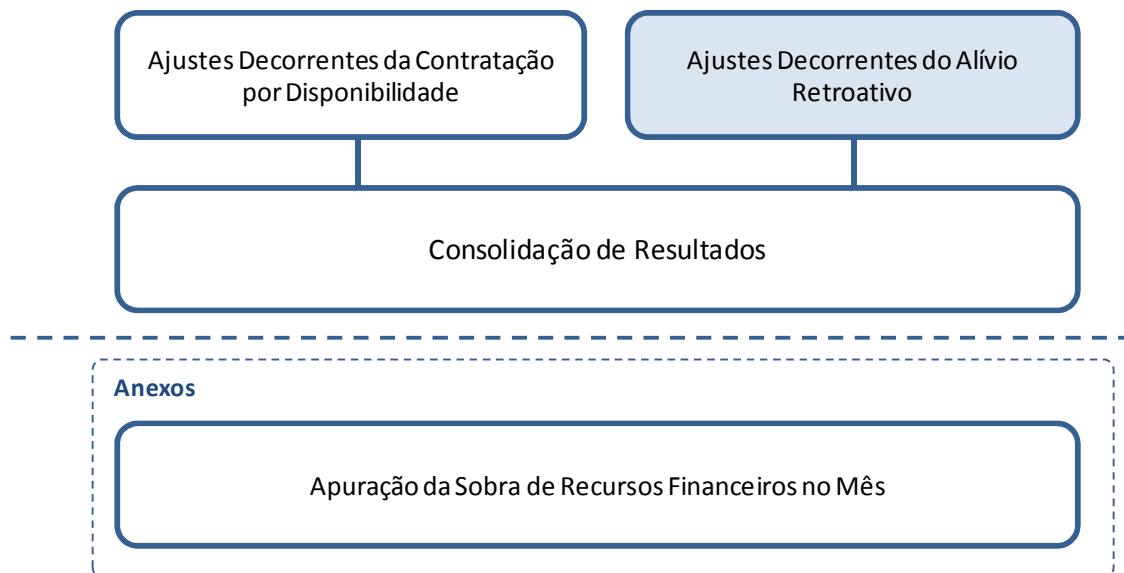 Ajustes Decorrentes da Contratação
por Disponibilidade
Ajustes Decorrentes do Alívio
Retroativo
Consolidação de Resultados
Anexos
Apuração da Sobra de Recursos Financeiros no Mês